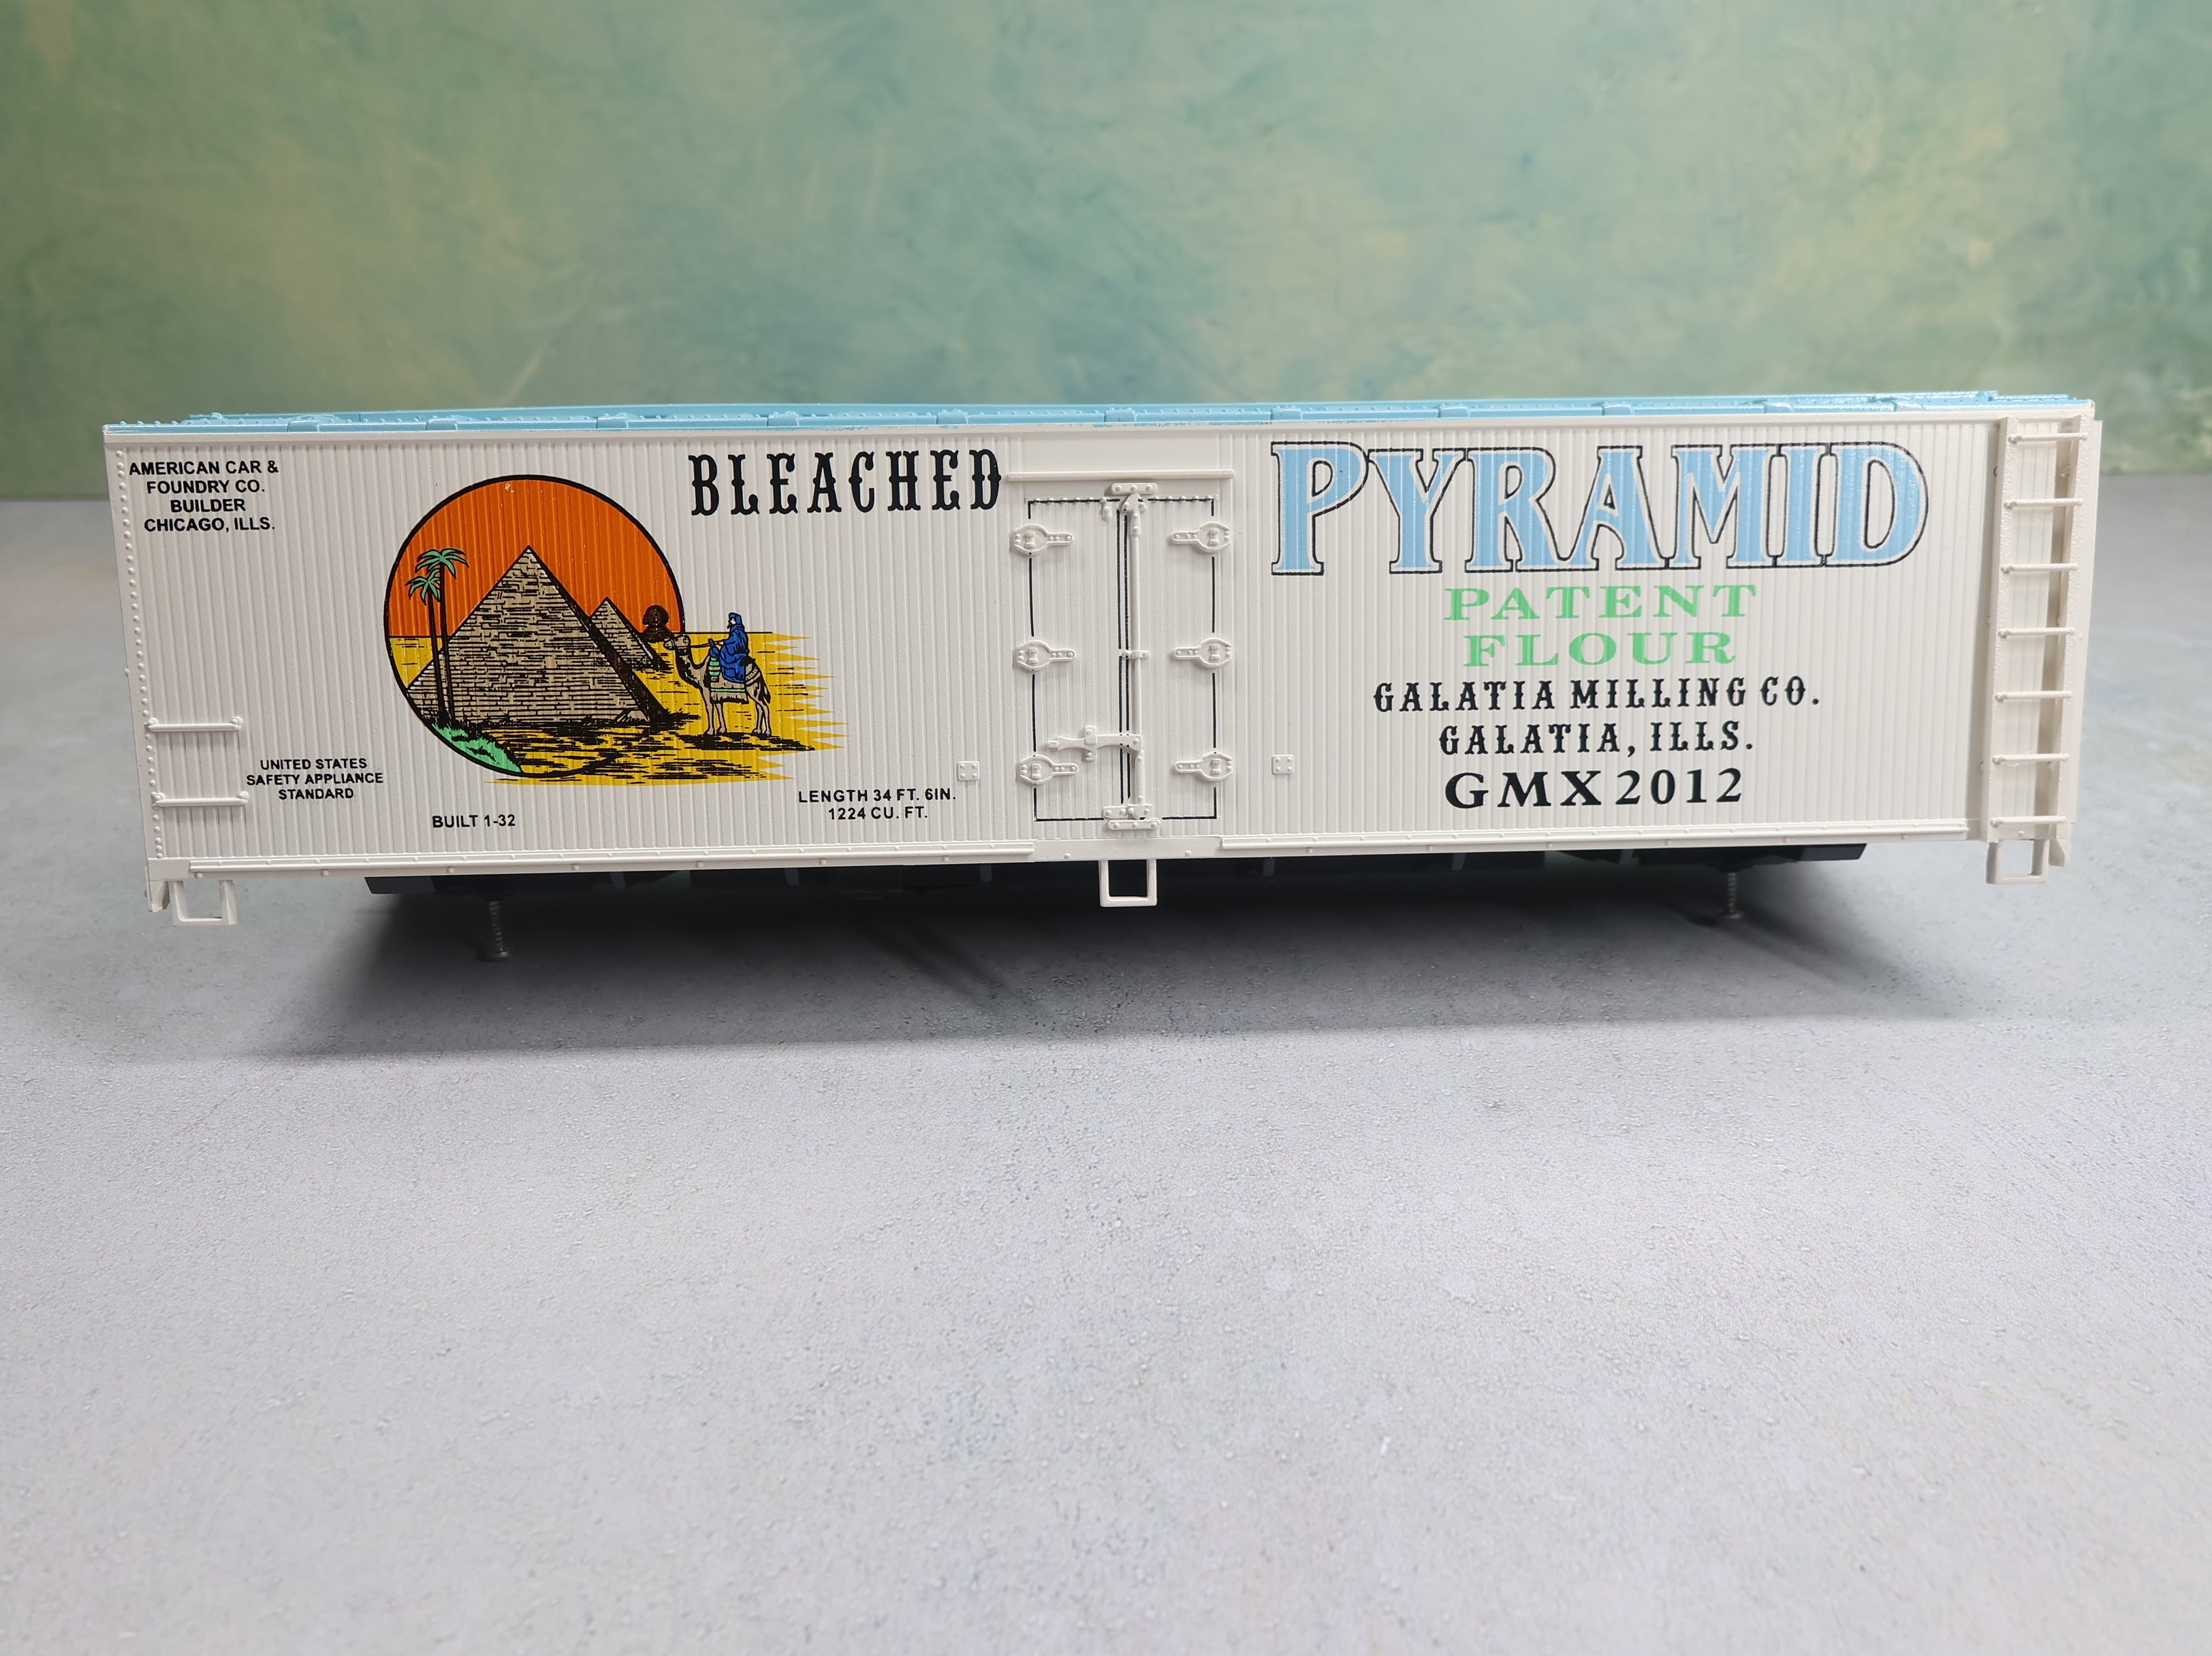 AMERICAN CAR &
FOUNDRY CO.
BUILDER
CHICAGO, ILLS.
BLEACHED
UNITED STATES
SAFETY APPLIANCE
STANDARD
BUILT 1-32
LENGTH 34 FT. 6IN.
1224 CU. FT.
PYRAMID
PATENT
FLOUR
GALATIA MILLING CO.
GALATIA, ILLS.
GMX 2012